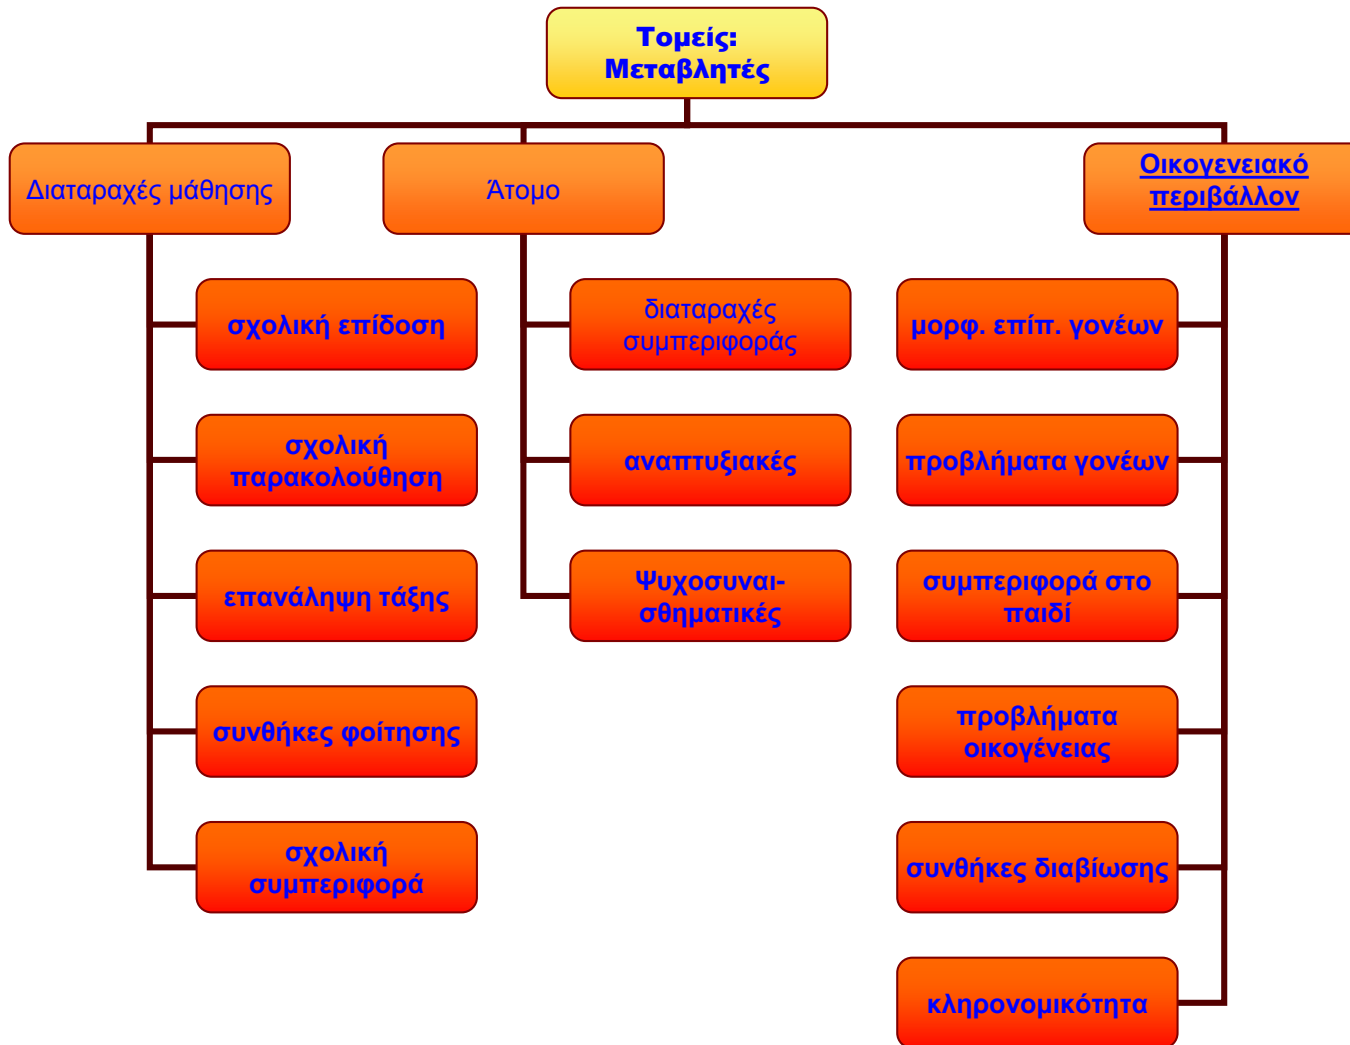 Τομείς:
Μεταβλητές
Διαταραχές μάθησης
Άτομο
Οικογενειακό
περιβάλλον
σχολική επίδοση
σχολική
παρακολούθηση
επανάληψη τάξης
συνθήκες φοίτησης
σχολική
συμπεριφορά
διαταραχές
συμπεριφοράς
αναπτυξιακές
Ψυχοσυναι-
σθηματικές
μορφ. επίπ. γονέων
προβλήματα γονέων
συμπεριφορά στο
παιδί
προβλήματα
οικογένειας
συνθήκες διαβίωσης
κληρονομικότητα